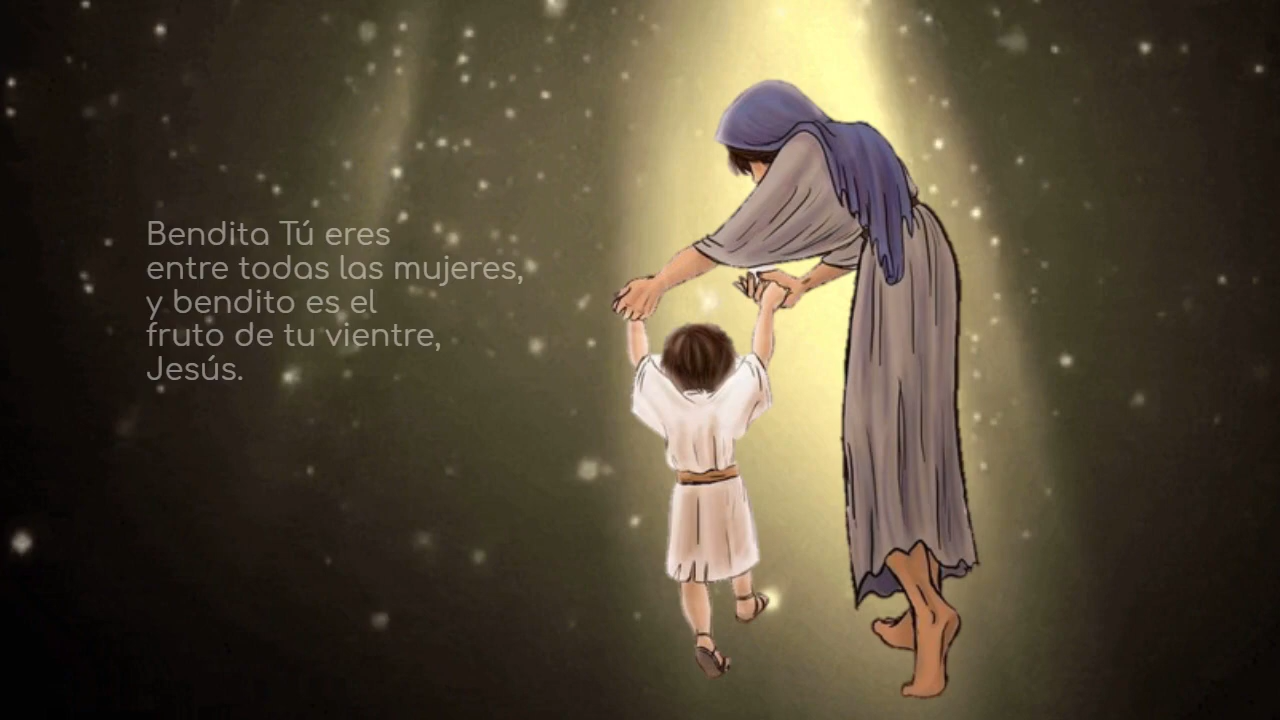 Bendita Tú eres
entre todas las mujeres,
y bendito es el
fruto de tu vientre,
Jesús.